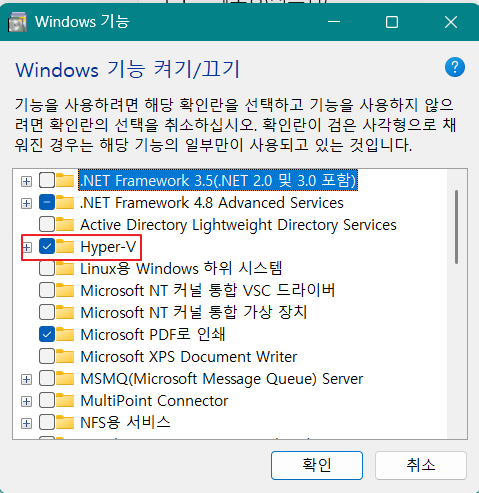 Windows 기능
Windows 기능 켜기/끄기
?
기능을 사용하려면 해당 확인란을 선택하고 기능을 사용하지 않으
려면 확인란의 선택을 취소하십시오. 확인란이 검은 사각형으로 채
워진 경우는 해당 기능의 일부만이 사용되고 있는 것입니다.
.NET Framework 3.5(.NET 2.0 및 3.0 포함)
.NET Framework 4.8 Advanced Services
Active Directory Lightweight Directory Services
Hyper-V
Linux용 Windows 하위 시스템
Microsoft NT 커널 통합 VSC 드라이버
Microsoft NT 커널 통합 가상 장치
Microsoft PDF로 인쇄
Microsoft XPS Document Writer
MSMQ(Microsoft Message Queue) Server
MultiPoint Connector
NFS용 서비스
확인
취소